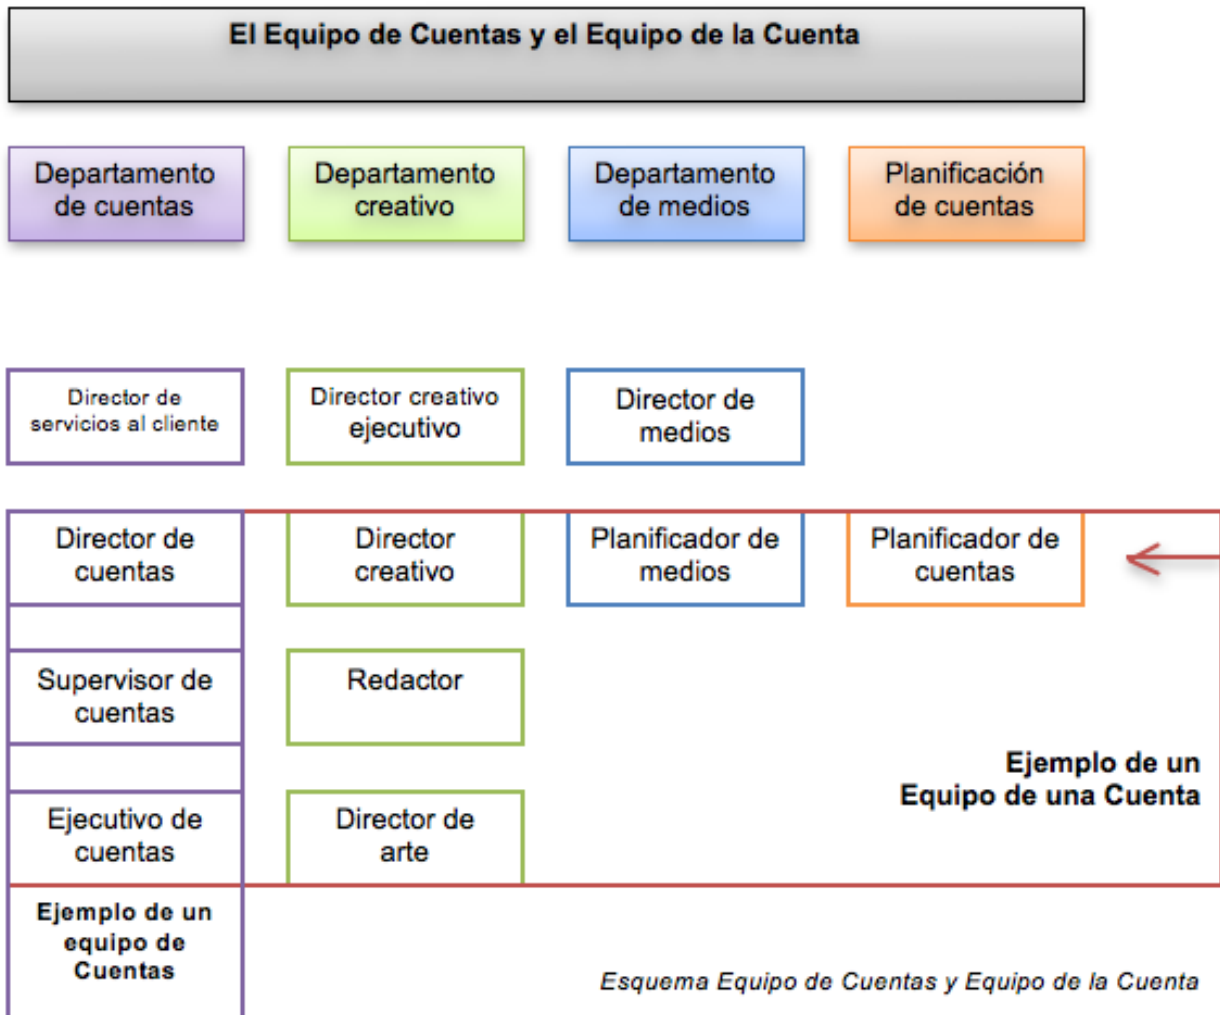 El Equipo de Cuentas y el Equipo de la Cuenta
Departamento
de cuentas
Departamento
creativo
Departamento
de medios
Planificación
de cuentas
Director de
servicios al cliente
Director creativo
ejecutivo
Director de
medios
Director de
cuentas
Director
creativo
Planificador de
medios
Planificador de
cuentas
Supervisor de
cuentas
Redactor
Ejemplo de un
Equipo de una Cuenta
Ejecutivo de
cuentas
Director de
arte
Ejemplo de un
equipo de
Cuentas
Esquema Equipo de Cuentas y Equipo de la Cuenta